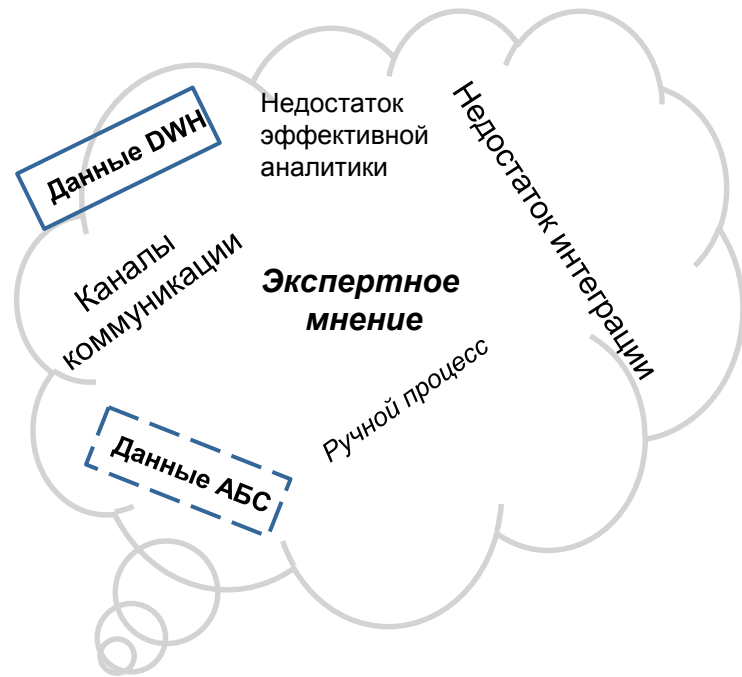 Данные DWH
Недостаток
эффективной
аналитики
Недостаток интеграции
Каналы
коммуникации
Экспертное
мнение
Ручной процесс
Данные АБС